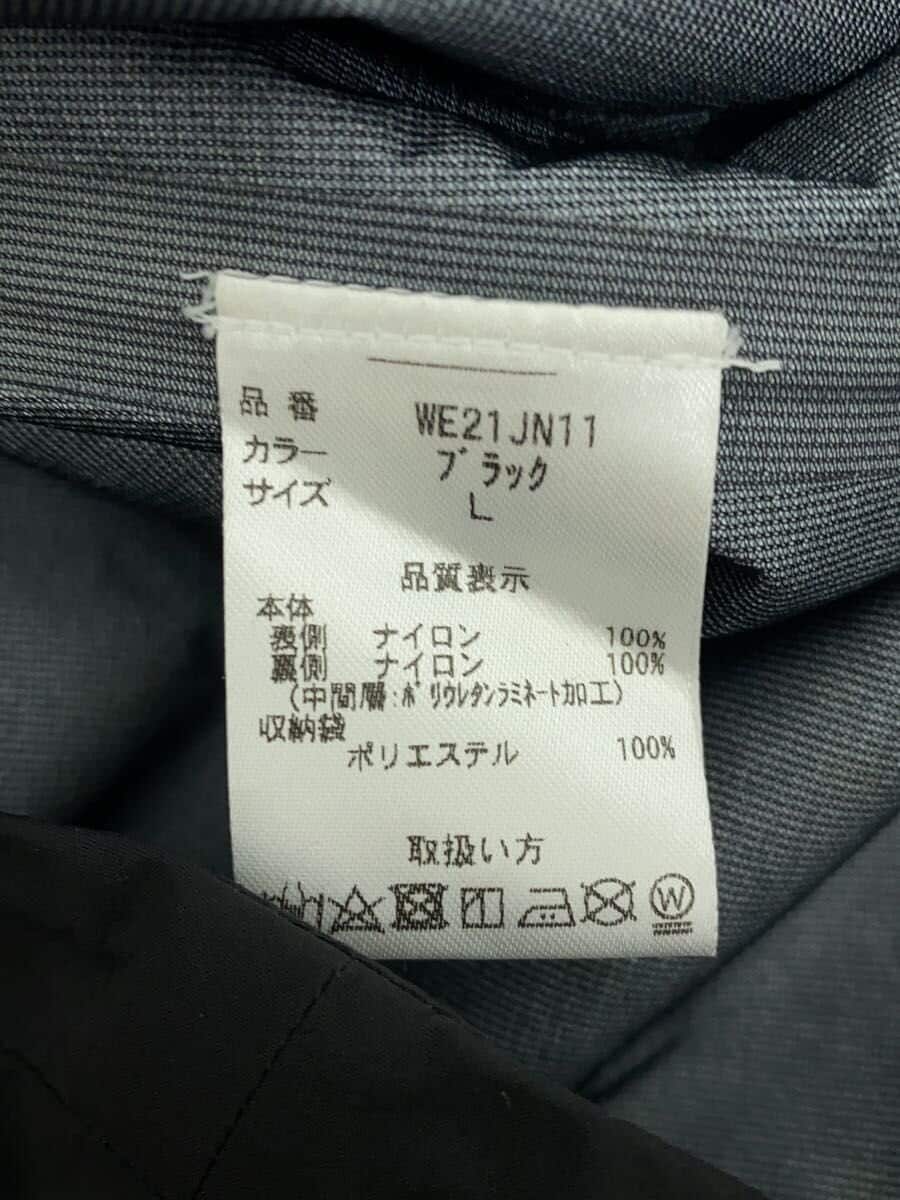 品番 WE21JN11
カラー ブラック
サイズ L
品質表示
本体
表側 ナイロン 100%
裏側 ナイロン 100%
(中間層:ポリウレタンラミネート加工)
収納袋
ポリエステル 100%
取扱い方
W